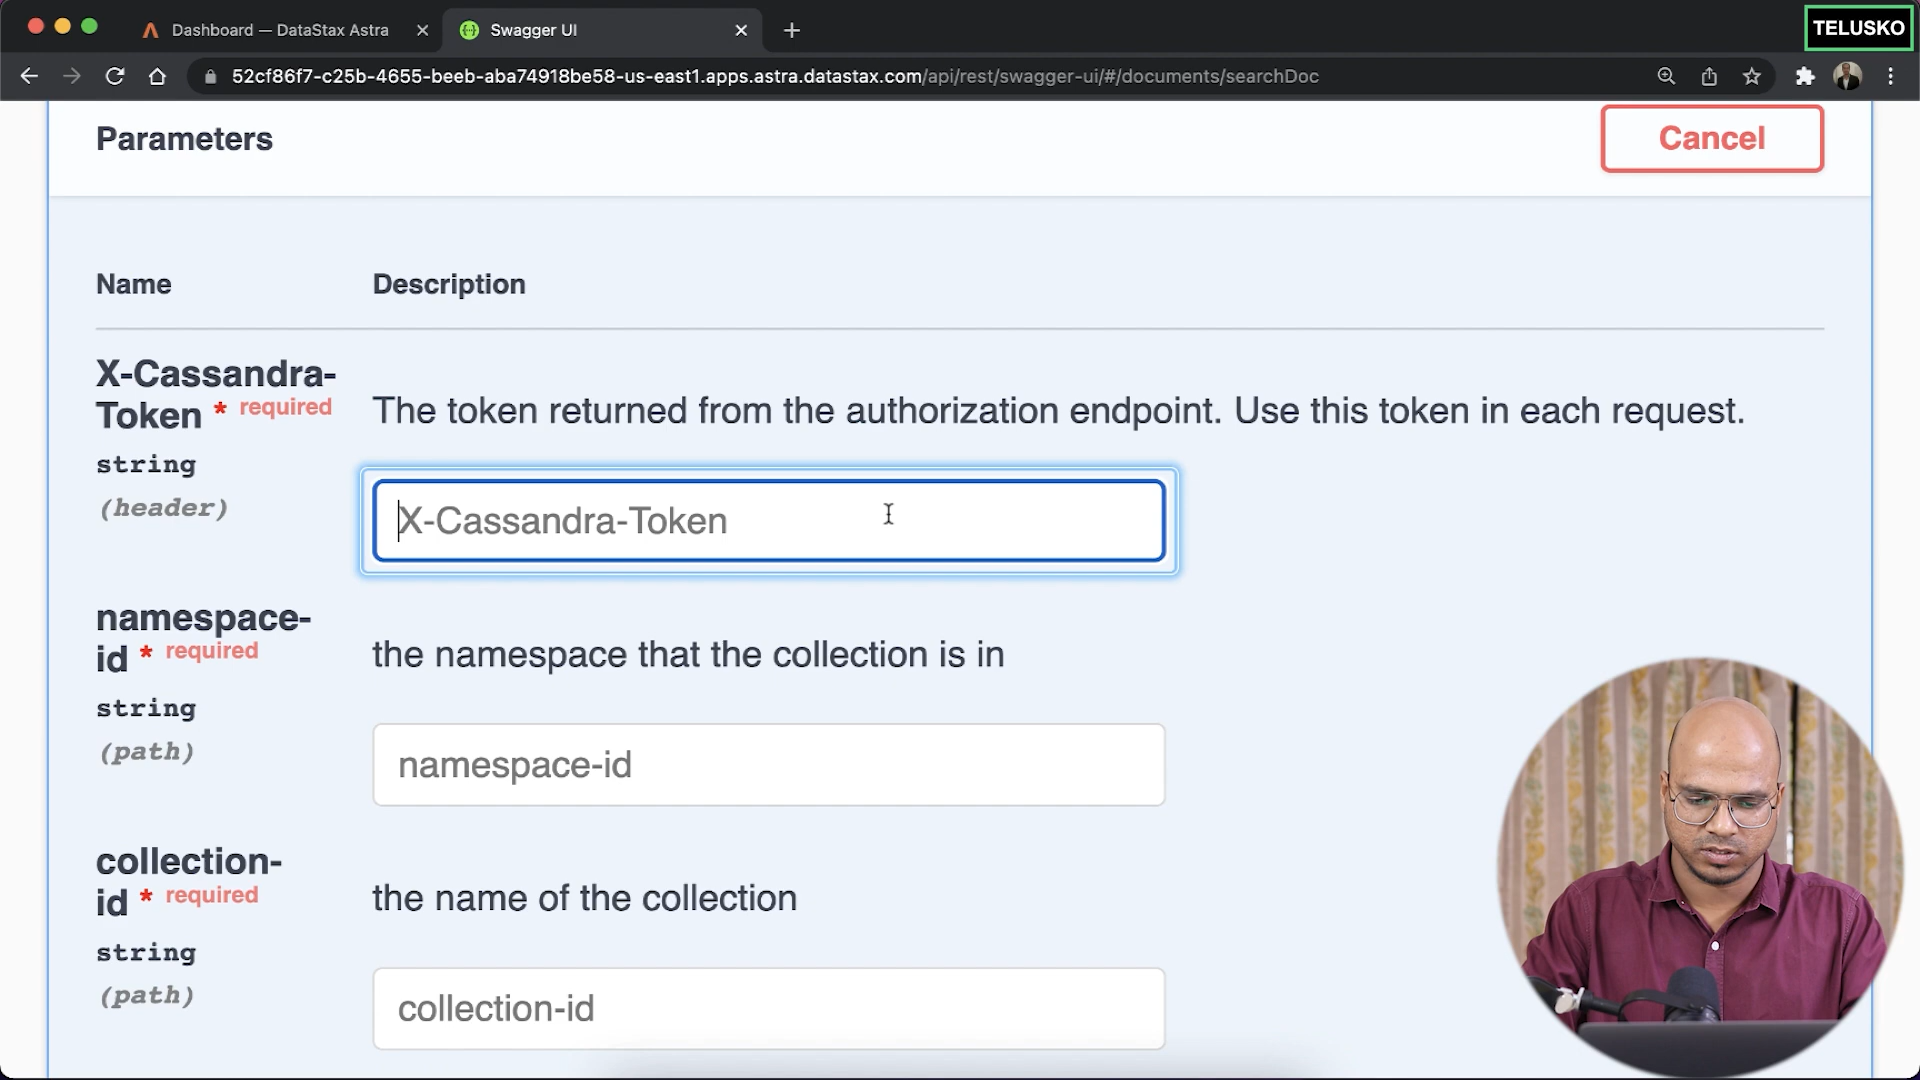 Dashboard — DataStax Astra
Swagger UI
TELUSKO
52cf86f7-c25b-4655-beeb-aba74918be58-us-east1.apps.astra.datastax.com/api/rest/swagger-ui/#/documents/searchDoc
Parameters
Cancel
Name
Description
X-Cassandra-
Token * required
The token returned from the authorization endpoint. Use this token in each request.
string
(header)
X-Cassandra-Token
namespace-
id * required
the namespace that the collection is in
string
(path)
namespace-id
collection-
id * required
the name of the collection
string
(path)
collection-id